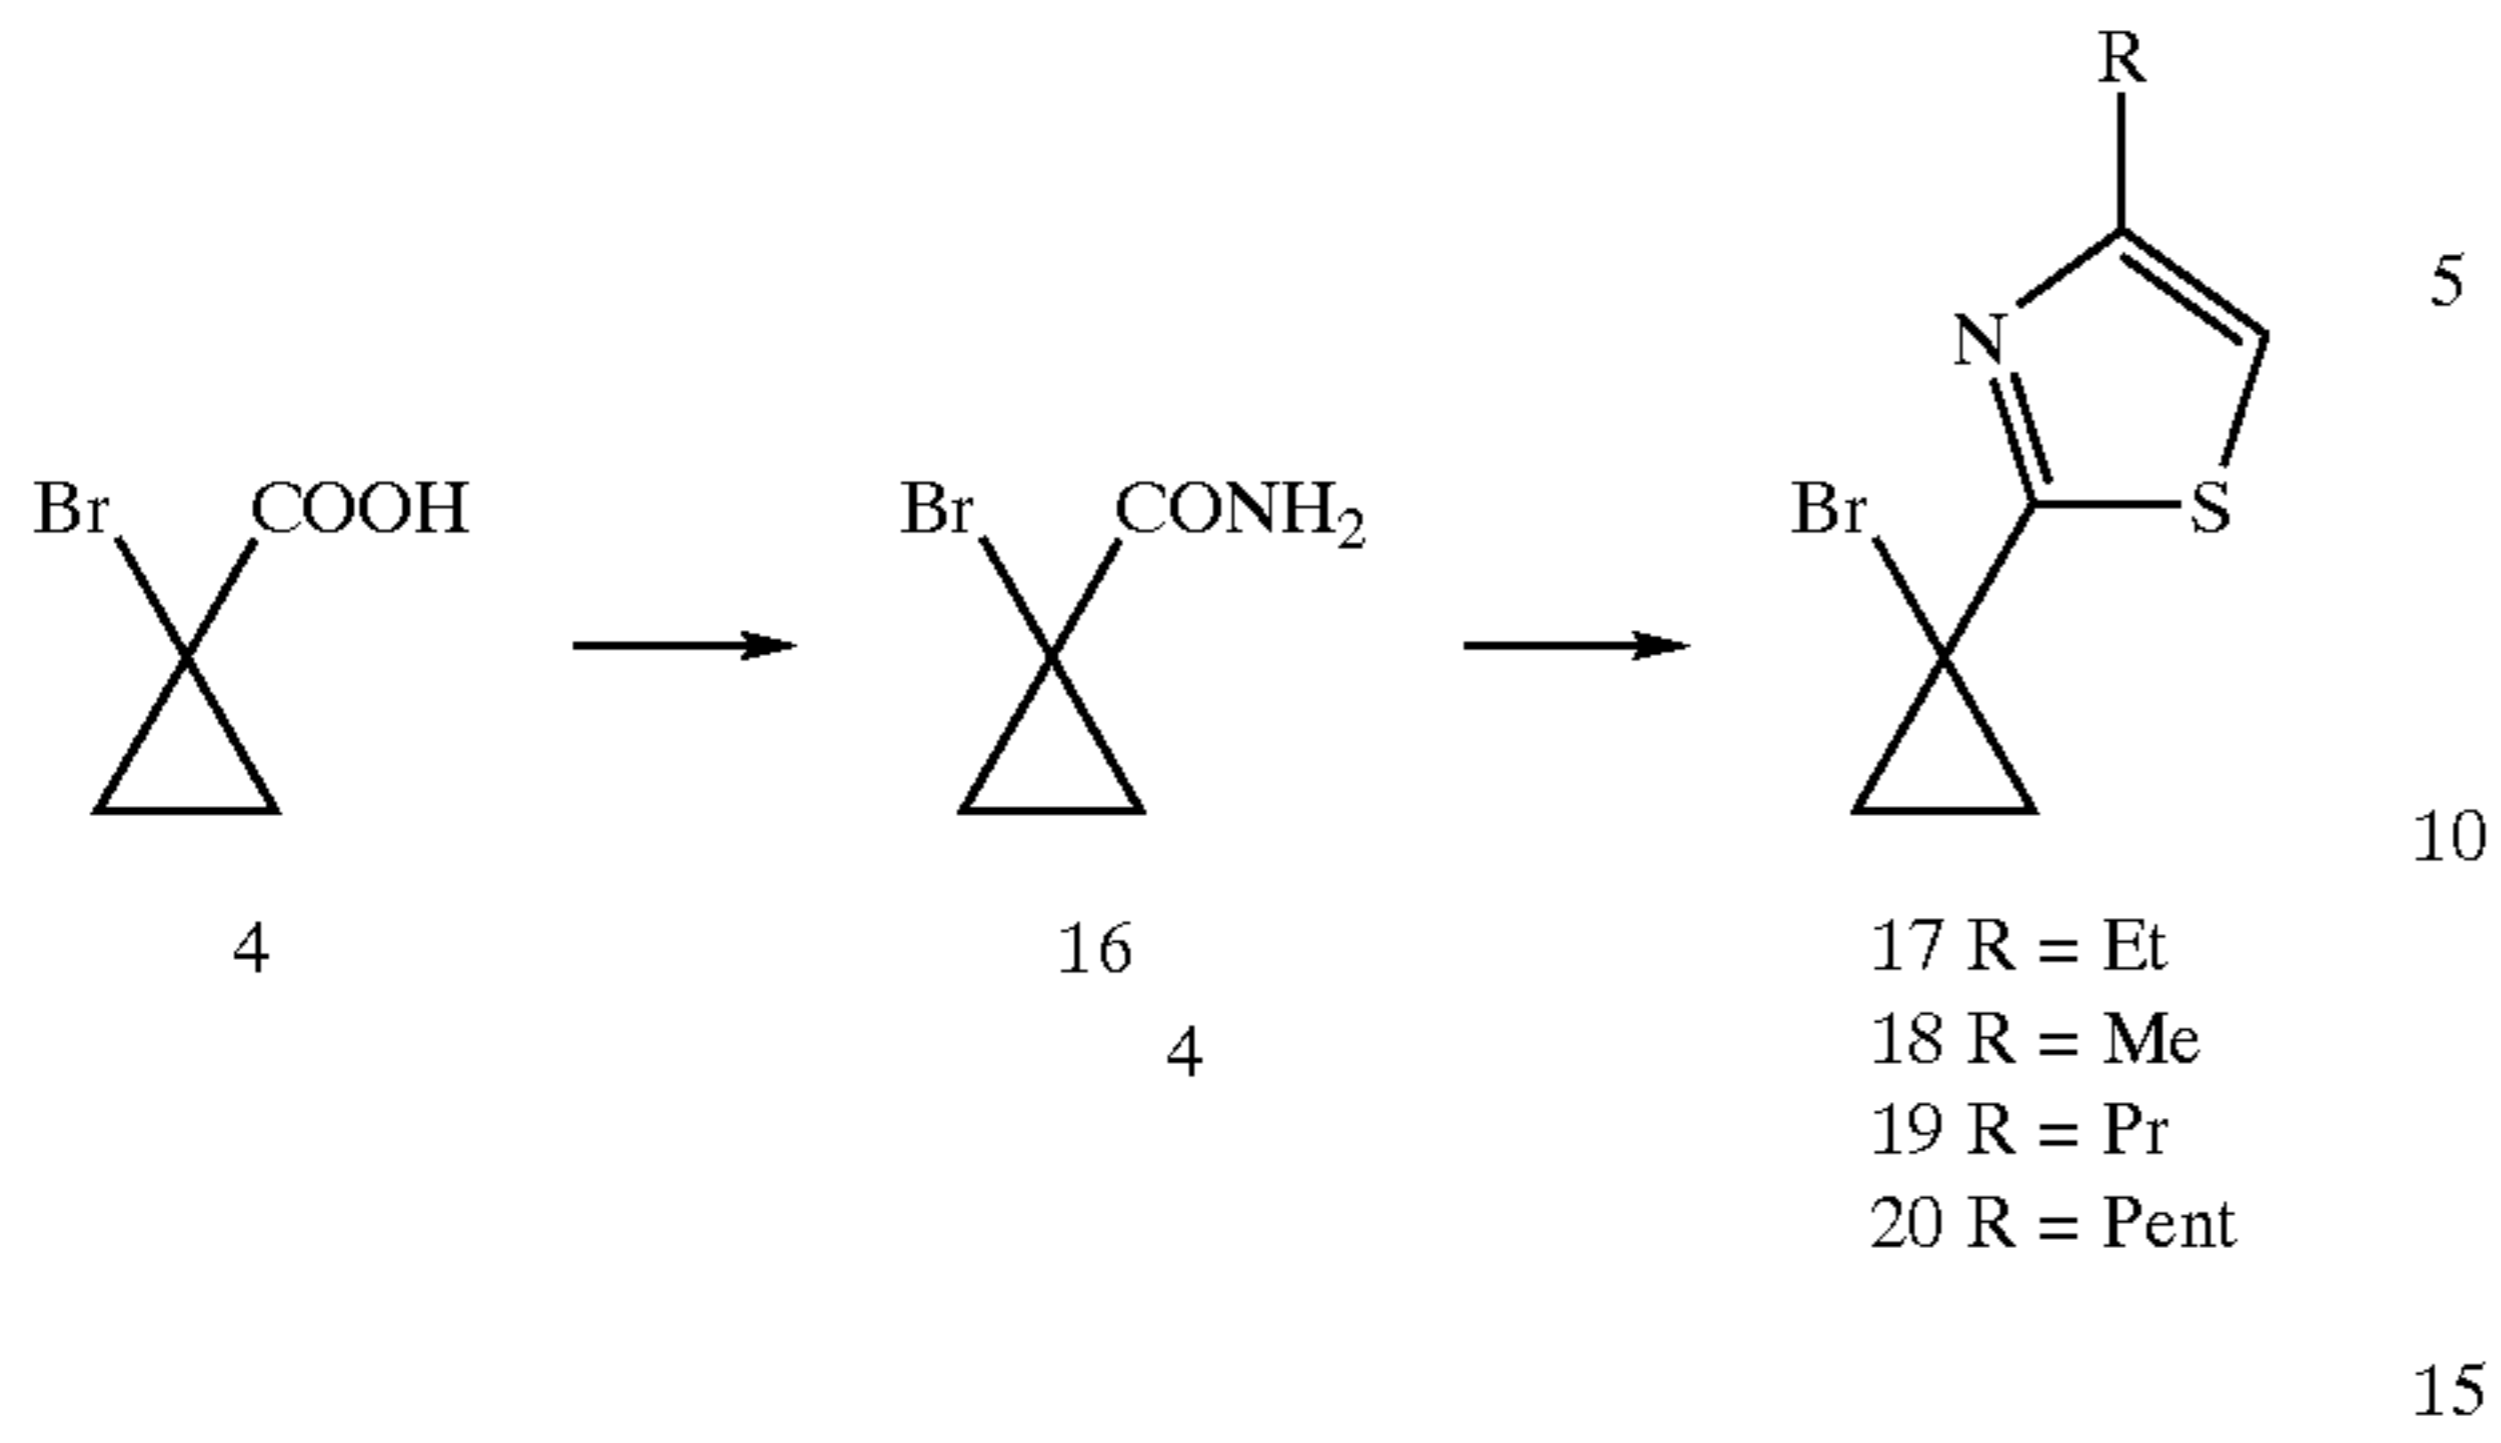 R
5
N
Br COOH
Br CONH2
Br S
10
4
16
4
17 R = Et
18 R = Me
19 R = Pr
20 R = Pent
15